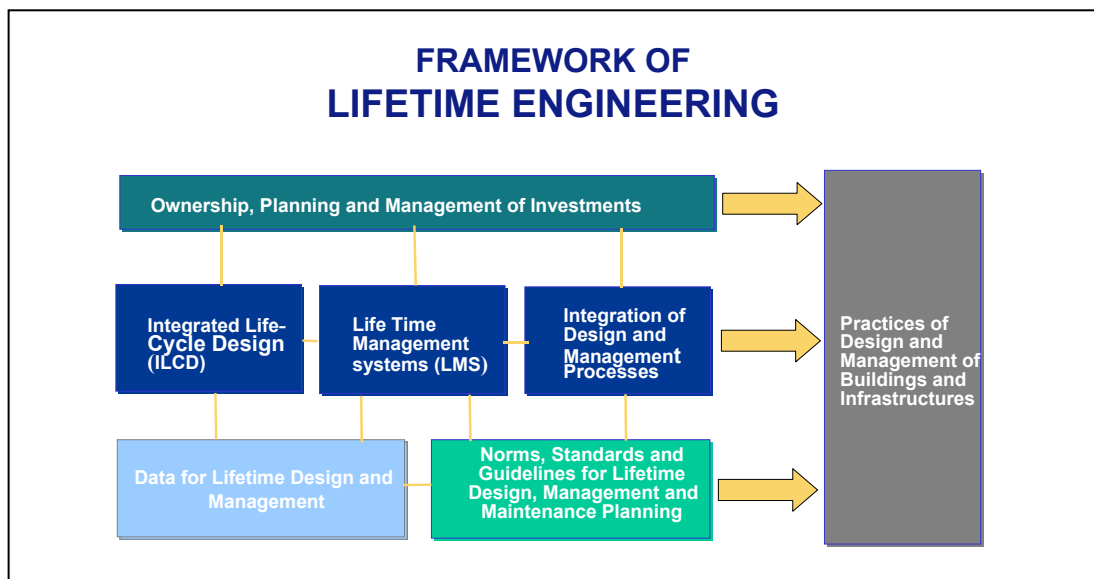 FRAMEWORK OF
LIFETIME ENGINEERING
Ownership, Planning and Management of Investments
Integrated Life-
Cycle Design
(ILCD)
Life Time
Management
systems (LMS)
Integration of
Design and
Management
Processes
Practices of
Design and
Management of
Buildings and
Infrastructures
Data for Lifetime Design and
Management
Norms, Standards and
Guidelines for Lifetime
Design, Management and
Maintenance Planning